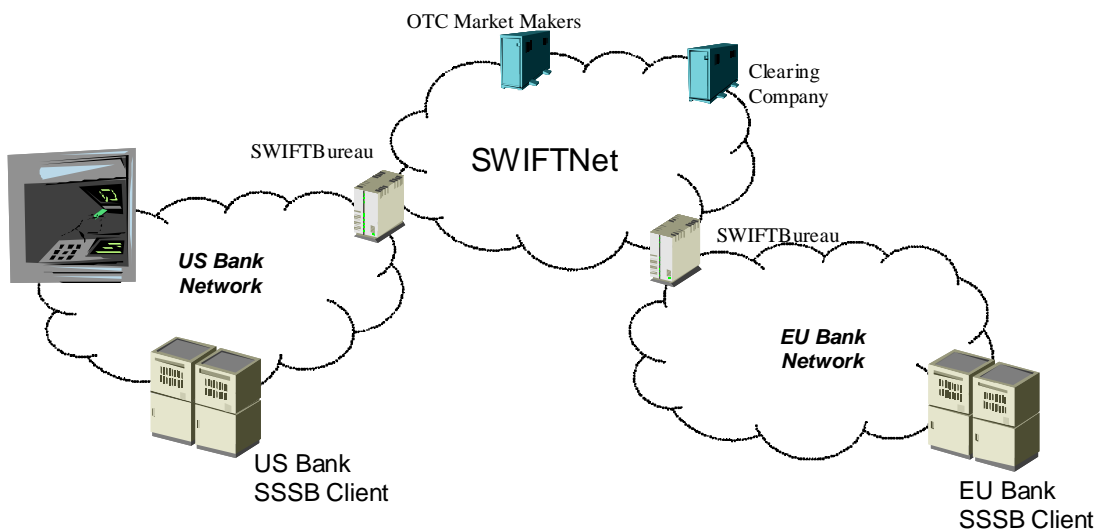 OTC Market Makers
Clearing
Company
SWIFTBureau
SWIFTNet
SWIFTBureau
US Bank
Network
EU Bank
Network
US Bank
SSSB Client
EU Bank
SSSB Client